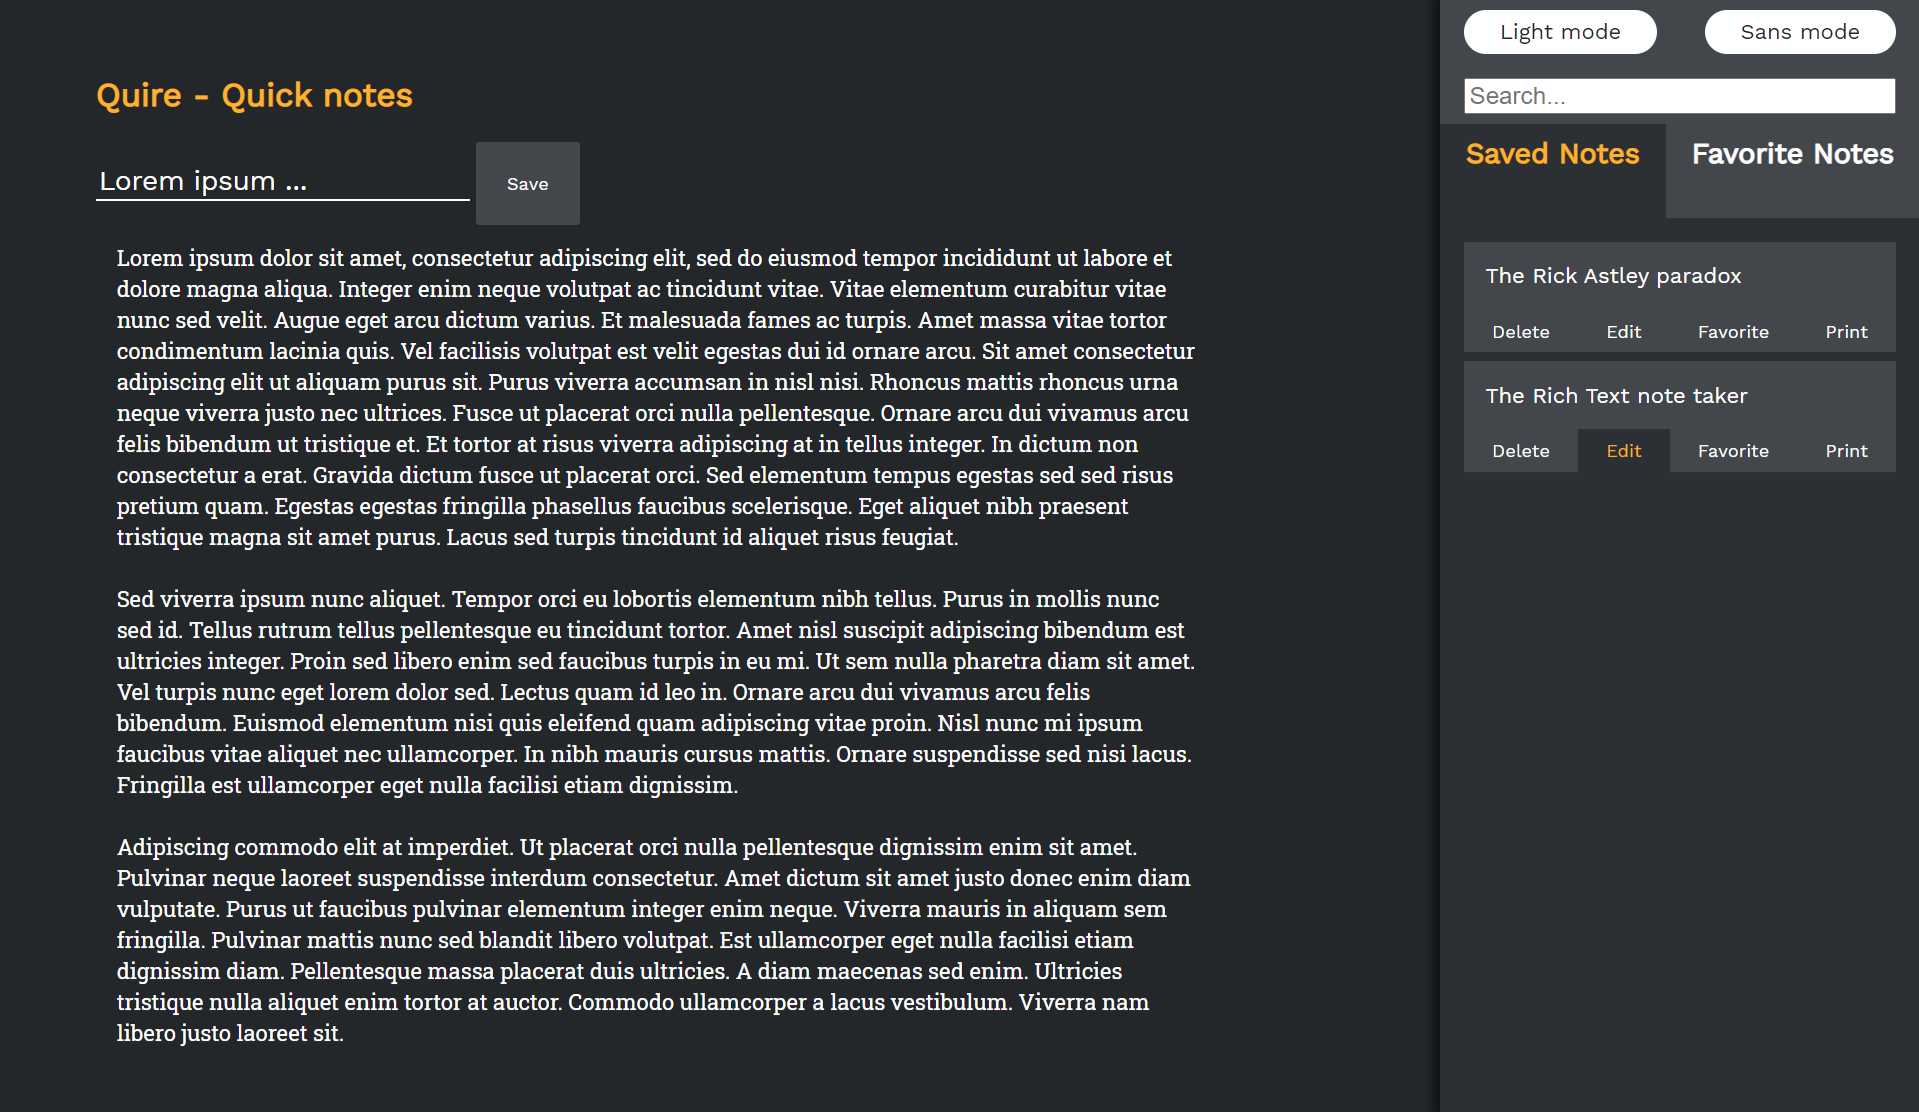 Quire - Quick notes
Lorem ipsum ...
Save
Lorem ipsum dolor sit amet, consectetur adipiscing elit, sed do eiusmod tempor incididunt ut labore et
dolore magna aliqua. Integer enim neque volutpat ac tincidunt vitae. Vitae elementum curabitur vitae
nunc sed velit. Augue eget arcu dictum varius. Et malesuada fames ac turpis. Amet massa vitae tortor
condimentum lacinia quis. Vel facilisis volutpat est velit egestas dui id ornare arcu. Sit amet consectetur
adipiscing elit ut aliquam purus sit. Purus viverra accumsan in nisl nisi. Rhoncus mattis rhoncus urna
neque viverra justo nec ultrices. Fusce ut placerat orci nulla pellentesque. Ornare arcu dui vivamus arcu
felis bibendum ut tristique et. Et tortor at risus viverra adipiscing at in tellus integer. In dictum non
consectetur a erat. Gravida dictum fusce ut placerat orci. Sed elementum tempus egestas sed sed risus
pretium quam. Egestas egestas fringilla phasellus faucibus scelerisque. Eget aliquet nibh praesent
tristique magna sit amet purus. Lacus sed turpis tincidunt id aliquet risus feugiat.
Sed viverra ipsum nunc aliquet. Tempor orci eu lobortis elementum nibh tellus. Purus in mollis nunc
sed id. Tellus rutrum tellus pellentesque eu tincidunt tortor. Amet nisl suscipit adipiscing bibendum est
ultricies integer. Proin sed libero enim sed faucibus turpis in eu mi. Ut sem nulla pharetra diam sit amet.
Vel turpis nunc eget lorem dolor sed. Lectus quam id leo in. Ornare arcu dui vivamus arcu felis
bibendum. Euismod elementum nisi quis eleifend quam adipiscing vitae proin. Nisl nunc mi ipsum
faucibus vitae aliquet nec ullamcorper. In nibh mauris cursus mattis. Ornare suspendisse sed nisi lacus.
Fringilla est ullamcorper eget nulla facilisi etiam dignissim.
Adipiscing commodo elit at imperdiet. Ut placerat orci nulla pellentesque dignissim enim sit amet.
Pulvinar neque laoreet suspendisse interdum consectetur. Amet dictum sit amet justo donec enim diam
vulputate. Purus ut faucibus pulvinar elementum integer enim neque. Viverra mauris in aliquam sem
fringilla. Pulvinar mattis nunc sed blandit libero volutpat. Est ullamcorper eget nulla facilisi etiam
dignissim diam. Pellentesque massa placerat duis ultricies. A diam maecenas sed enim. Ultricies
tristique nulla aliquet enim tortor at auctor. Commodo ullamcorper a lacus vestibulum. Viverra nam
libero justo laoreet sit.
Light mode
Sans mode
Search...
Saved Notes
Favorite Notes
The Rick Astley paradox
Delete Edit Favorite Print
The Rich Text note taker
Delete Edit Favorite Print